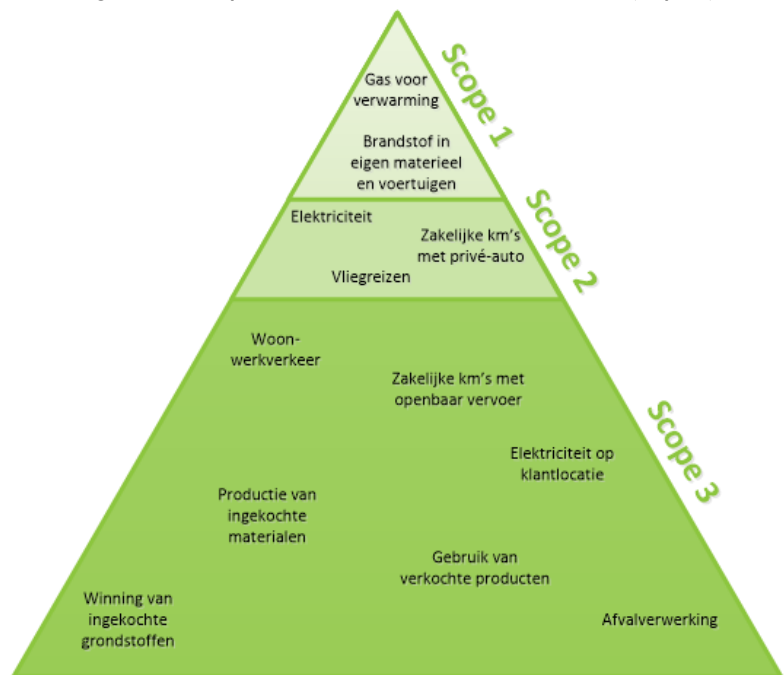 Gas voor
verwarming
Scope 1
Brandstof in
eigen materieel
en voertuigen
Elektriciteit
Zakelijke km's
met privé-auto
Vliegreizen
Scope 2
Woon-
werkverkeer
Zakelijke km's met
openbaar vervoer
Elektriciteit op
klantlocatie
Scope 3
Productie van
ingekochte
materialen
Gebruik van
verkochte producten
Winning van
ingekochte
grondstoffen
Afvalverwerking